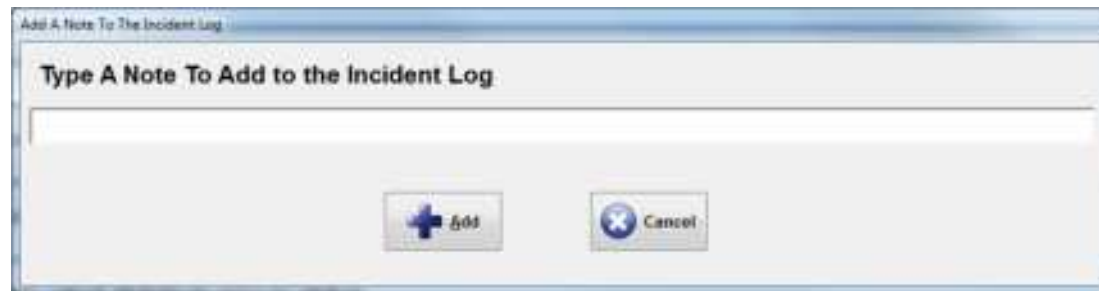 Add A Note To The Incident Log
Type A Note To Add to the Incident Log
Add
Cancel